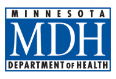 MINNESOTA
MDH
DEPARTMENT OF HEALTH